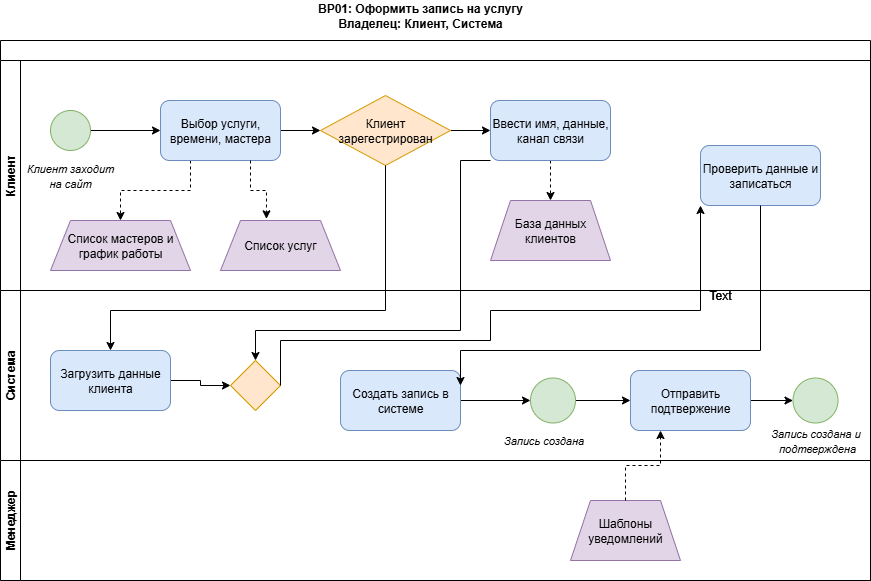 BP01: Оформить запись на услугу
Владелец: Клиент, Система
Клиент
Клиент заходит
на сайт
Выбор услуги,
времени, мастера
Клиент
зарегестрирован
Ввести имя, данные,
канал связи
Проверить данные и
записаться
Список мастеров и
график работы
Список услуг
База данных
клиентов
Text
Система
Загрузить данные
клиента
Создать запись в
системе
Запись создана
Отправить
подтвержение
Запись создана и
подтверждена
Менеджер
Шаблоны
уведомлений